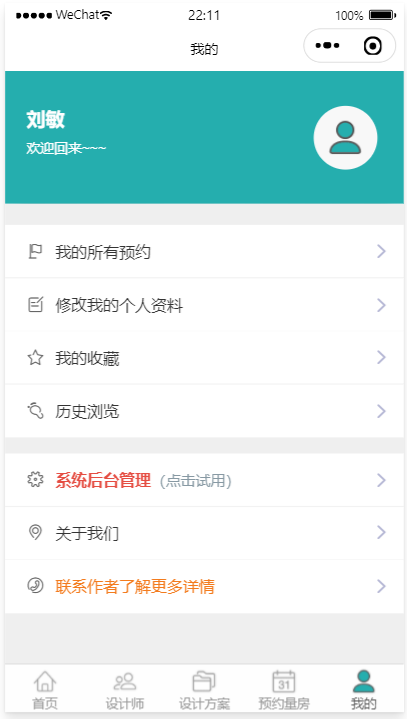 WeChat 22:11 100%
我的
刘敏
欢迎回来~~~
我的所有预约
修改我的个人资料
我的收藏
历史浏览
系统后台管理 (点击试用)
关于我们
联系作者了解更多详情
31
首页 设计师 设计方案 预约量房 我的